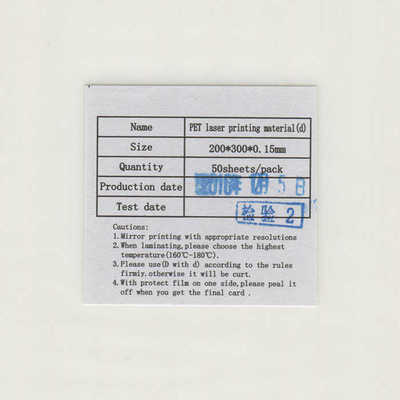 Name PET laser printing material(d)
Size 200*300*0.15mm
Quantity 50sheets/pack
Production date
Test date
检验 2
Cautions:
1.Mirror printing with appropriate resolutions
2.When laminating,please choose the highest
temperature(160℃-180℃).
3.Please use(D with d) according to the rules
firmiy.otherwise it will be curt.
4.With protect film on one side,please peal it
off when you get the final card .